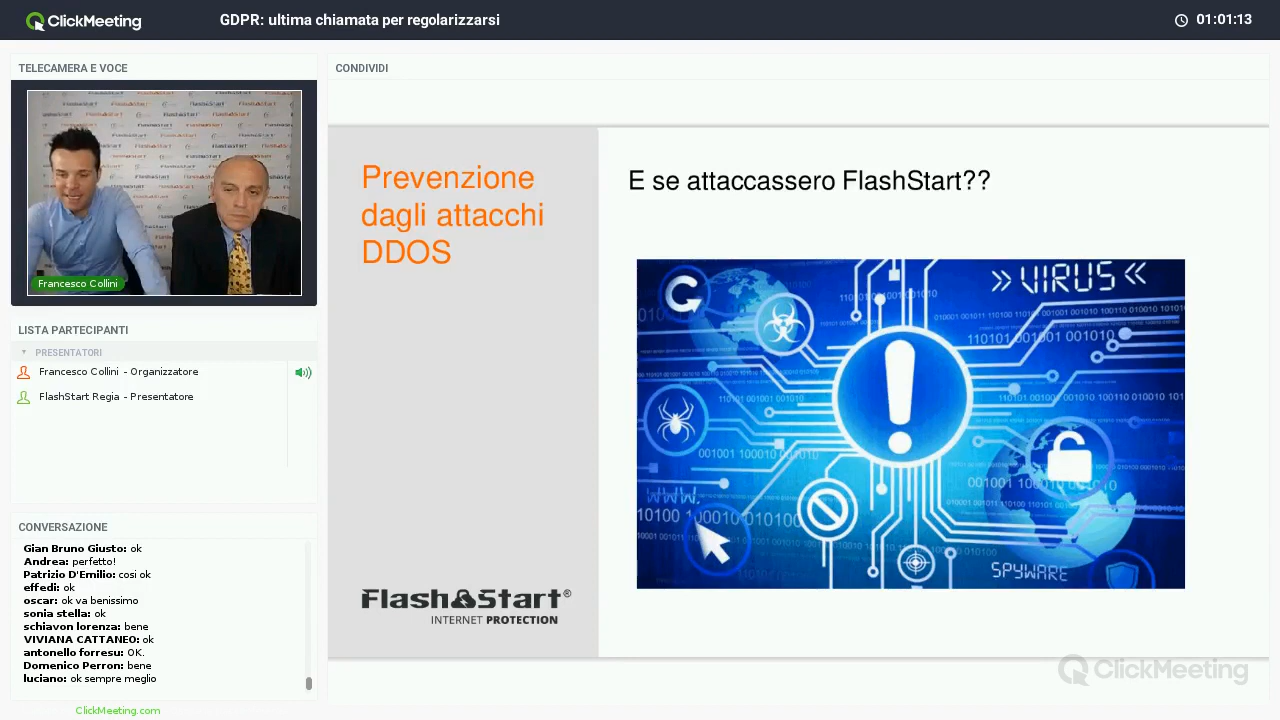 ClickMeeting
GDPR: ultima chiamata per regolarizzarsi
01:01:13
TELECAMERA E VOCE
Francesco Collini
LISTA PARTECIPANTI
PRESENTATORI
Francesco Collini - Organizzatore
FlashStart Regia - Presentatore
CONVERSAZIONE
Gian Bruno Giusto: ok
Andrea: perfetto!
Patrizio D'Emilio: cosi ok
effedi: ok
oscar: ok va benissimo
sonia stella: ok
schiavon lorenza: bene
VIVIANA CATTANEO: ok
antonello forresu: OK.
Domenico Perron: bene
luciano: ok sempre meglio
ClickMeeting.com
CONDIVIDI
Prevenzione
dagli attacchi
DDOS
Flash&Start®
INTERNET PROTECTION
E se attaccassero FlashStart??
» VIRUS «
WWW.
SPYWARE
ClickMeeting